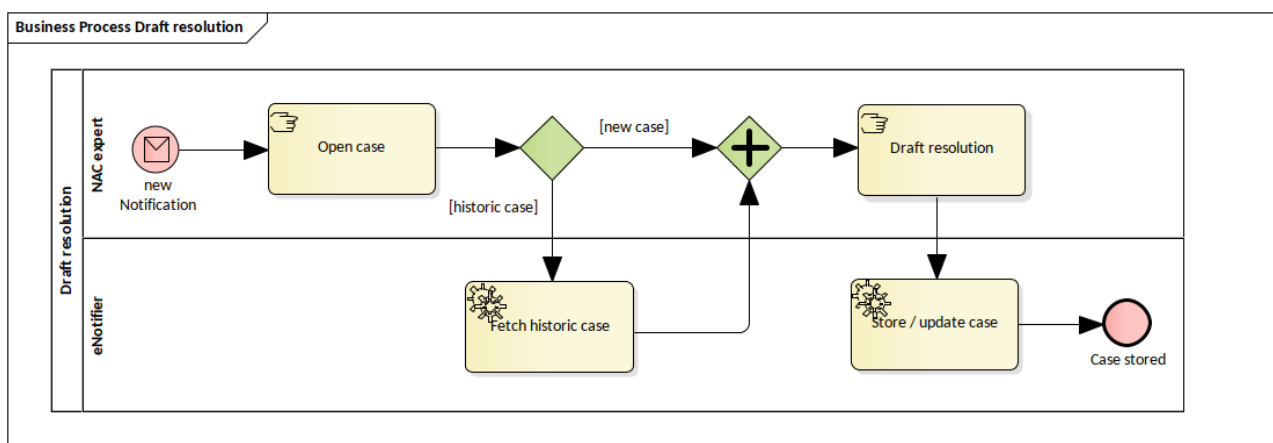 Business Process Draft resolution
Draft resolution
NAC expert
new
Notification
Open case
[new case]
[historic case]
Draft resolution
eNotifier
Fetch historic case
Store / update case
Case stored